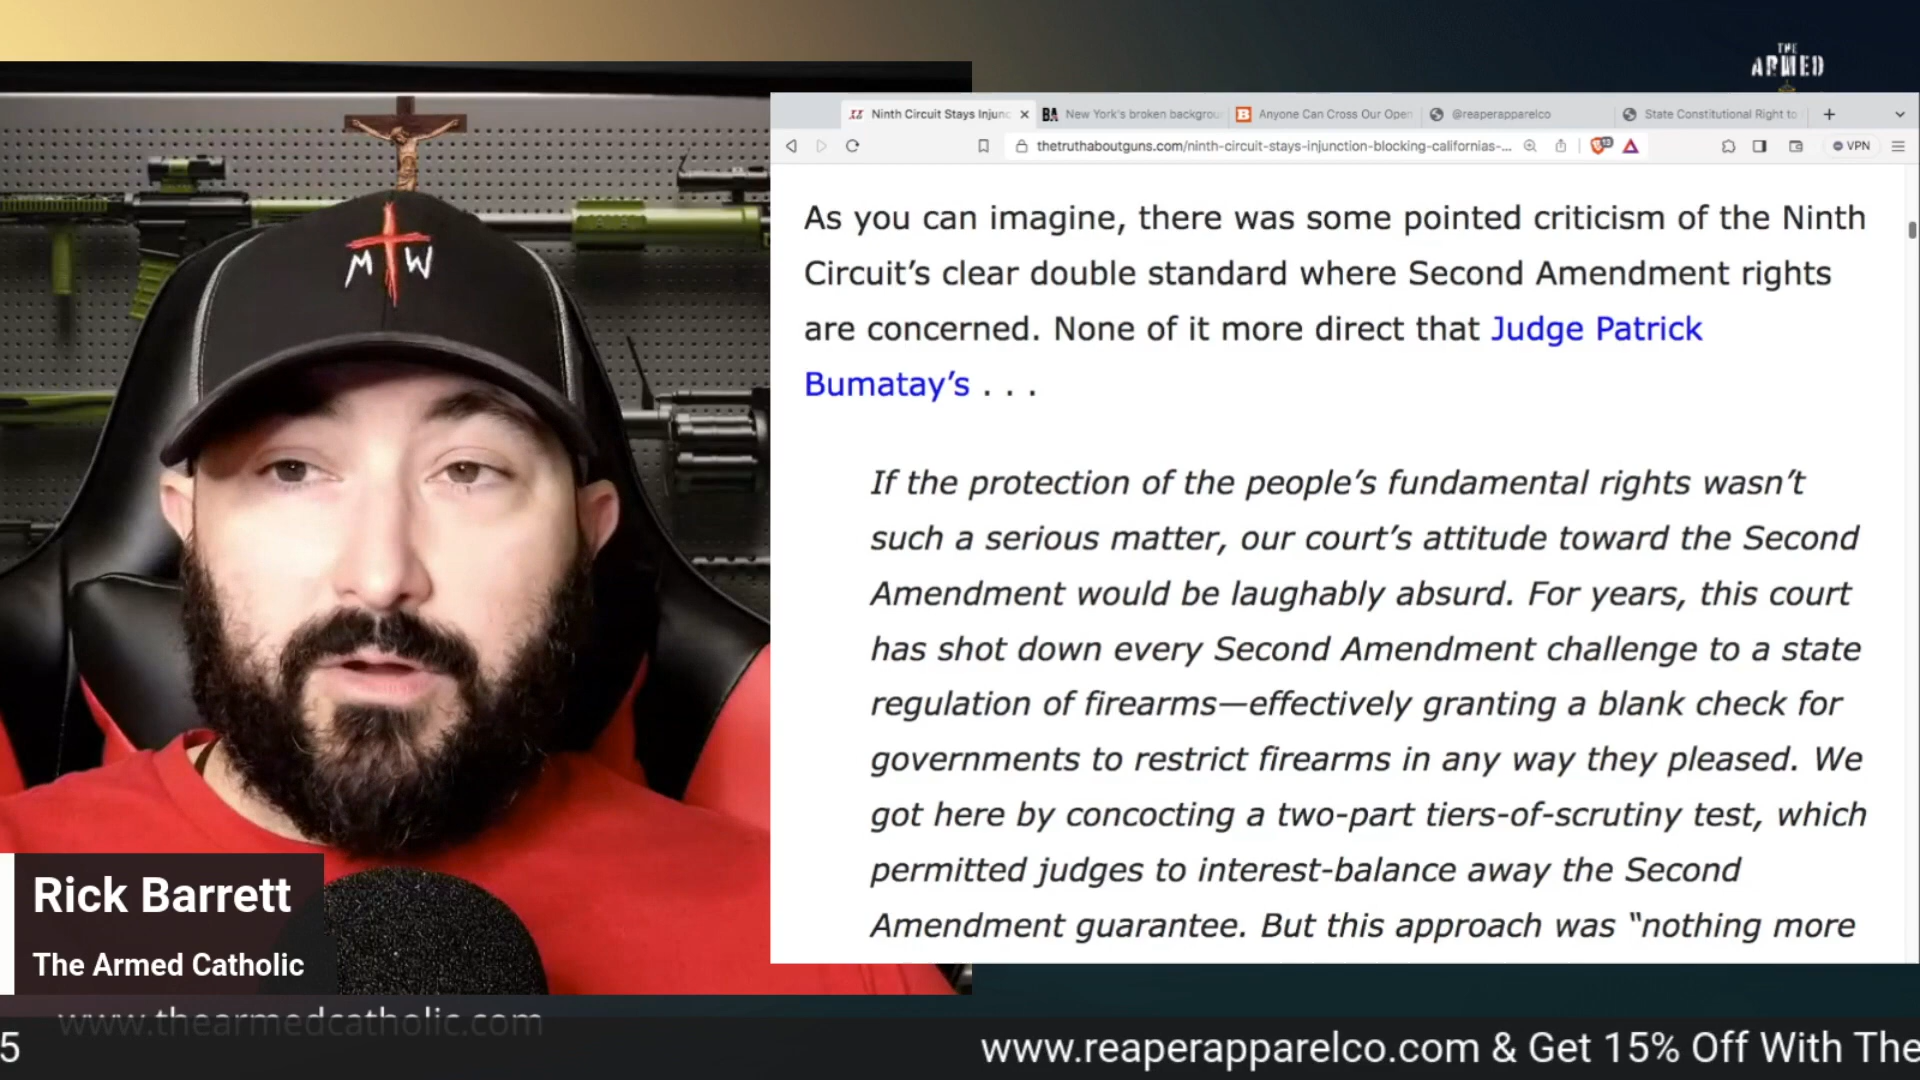 THE
ARMED
Ninth Circuit Stays Injunc
BA New York's broken backgrou
B Anyone Can Cross Our Open
@reaperapparelco
State Constitutional Right to
thetruthaboutguns.com/ninth-circuit-stays-injunction-blocking-californias-...
VPN
As you can imagine, there was some pointed criticism of the Ninth
Circuit's clear double standard where Second Amendment rights
are concerned. None of it more direct that Judge Patrick
Bumatay's . . .
If the protection of the people's fundamental rights wasn't
such a serious matter, our court's attitude toward the Second
Amendment would be laughably absurd. For years, this court
has shot down every Second Amendment challenge to a state
regulation of firearms—effectively granting a blank check for
governments to restrict firearms in any way they pleased. We
got here by concocting a two-part tiers-of-scrutiny test, which
permitted judges to interest-balance away the Second
Amendment guarantee. But this approach was “nothing more
M W
Rick Barrett
The Armed Catholic
www.thearmedcatholic.com
5
www.reaperapparelco.com & Get 15% Off With The